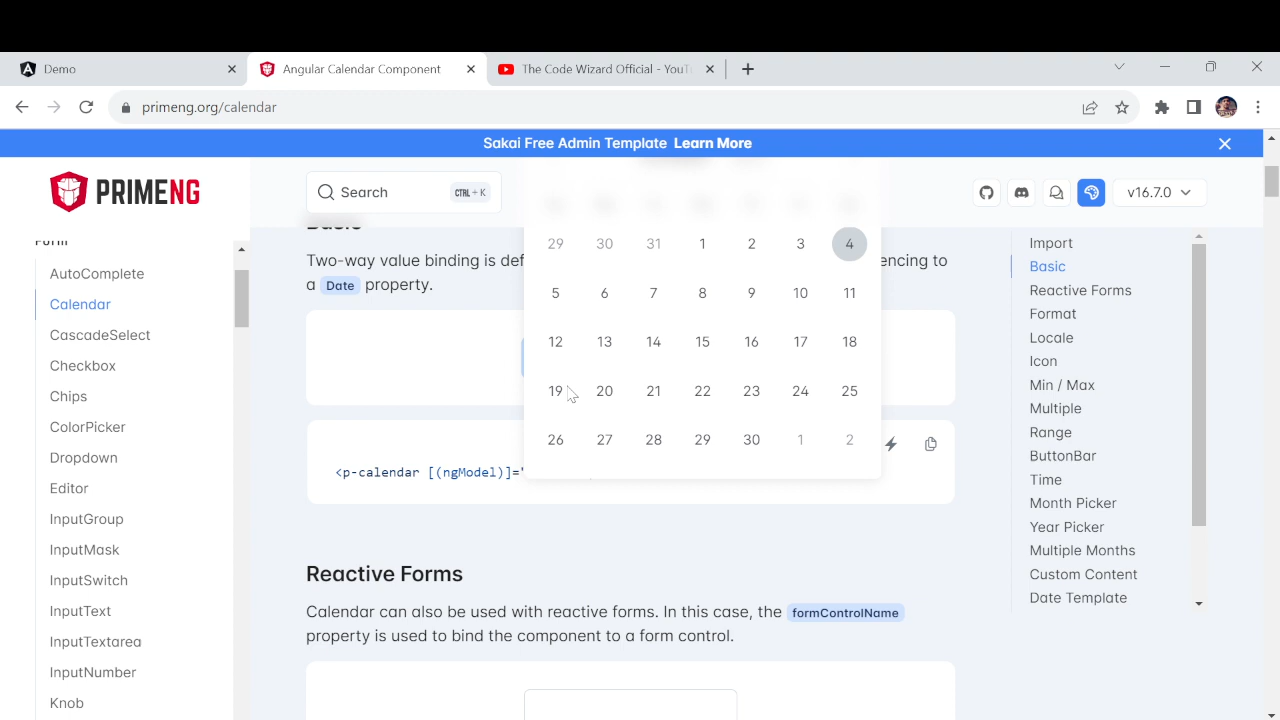 Demo
Angular Calendar Component
The Code Wizard Official - YouTu
primeng.org/calendar
Sakai Free Admin Template Learn More
PRIMENG
Search
CTRL + K
v16.7.0
Form
AutoComplete
Calendar
CascadeSelect
Checkbox
Chips
ColorPicker
Dropdown
Editor
InputGroup
InputMask
InputSwitch
InputText
InputTextarea
InputNumber
Knob
Basic
Two-way value binding is def
encing to
a Date property.
29 30 31 1 2 3 4
5 6 7 8 9 10 11
12 13 14 15 16 17 18
19 20 21 22 23 24 25
26 27 28 29 30 1 2
<p-calendar [(ngModel)]="
Reactive Forms
Calendar can also be used with reactive forms. In this case, the formControlName
property is used to bind the component to a form control.
Import
Basic
Reactive Forms
Format
Locale
Icon
Min / Max
Multiple
Range
ButtonBar
Time
Month Picker
Year Picker
Multiple Months
Custom Content
Date Template